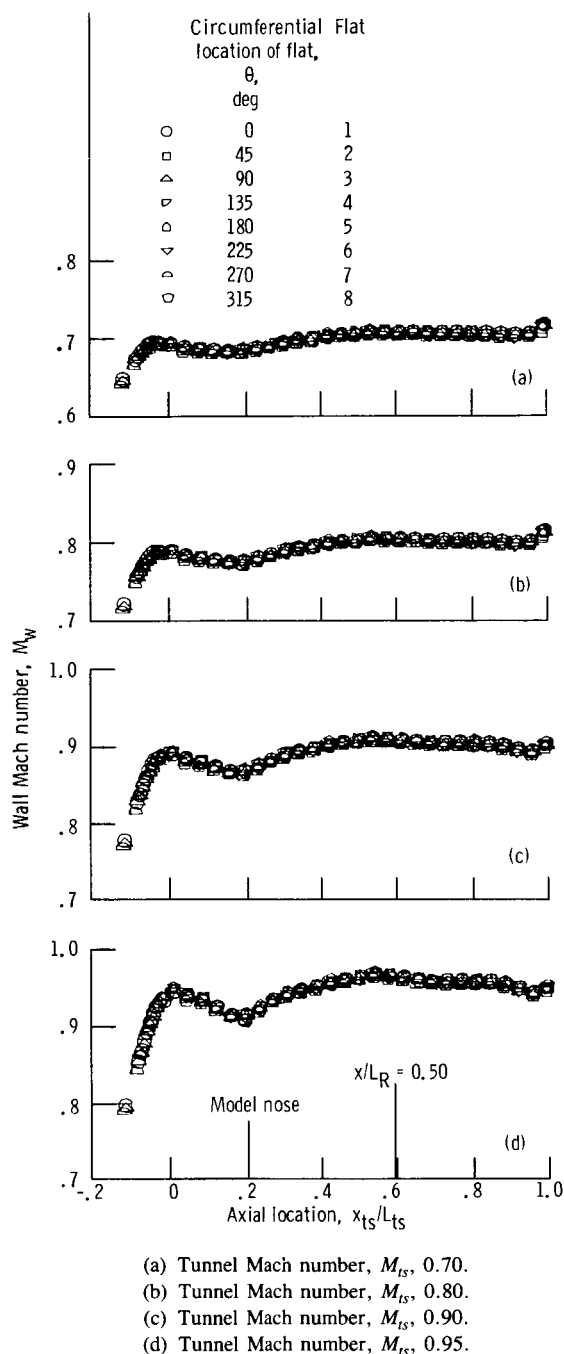 Circumferential Flat
location of flat,
θ,
deg
0 1
45 2
90 3
135 4
180 5
225 6
270 7
315 8
.8
.7
.6
(a)
.9
.8
.7
(b)
1.0
.9
.8
.7
(c)
Wall Mach number, M_w
1.0
.9
.8
.7
Model nose
x/L_R = 0.50
(d)
-.2 0 .2 .4 .6 .8 1.0
Axial location, x_ts/L_ts
(a) Tunnel Mach number, M_ts, 0.70.
(b) Tunnel Mach number, M_ts, 0.80.
(c) Tunnel Mach number, M_ts, 0.90.
(d) Tunnel Mach number, M_ts, 0.95.